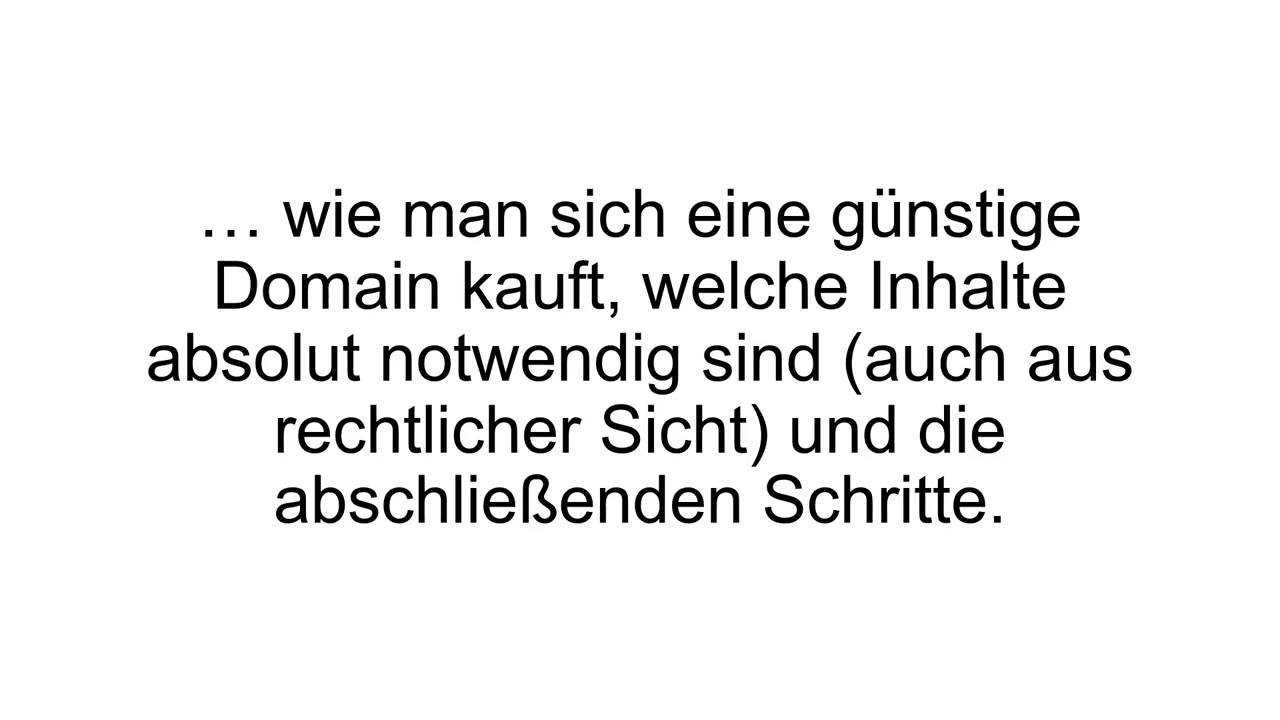 … wie man sich eine günstige
Domain kauft, welche Inhalte
absolut notwendig sind (auch aus
rechtlicher Sicht) und die
abschließenden Schritte.